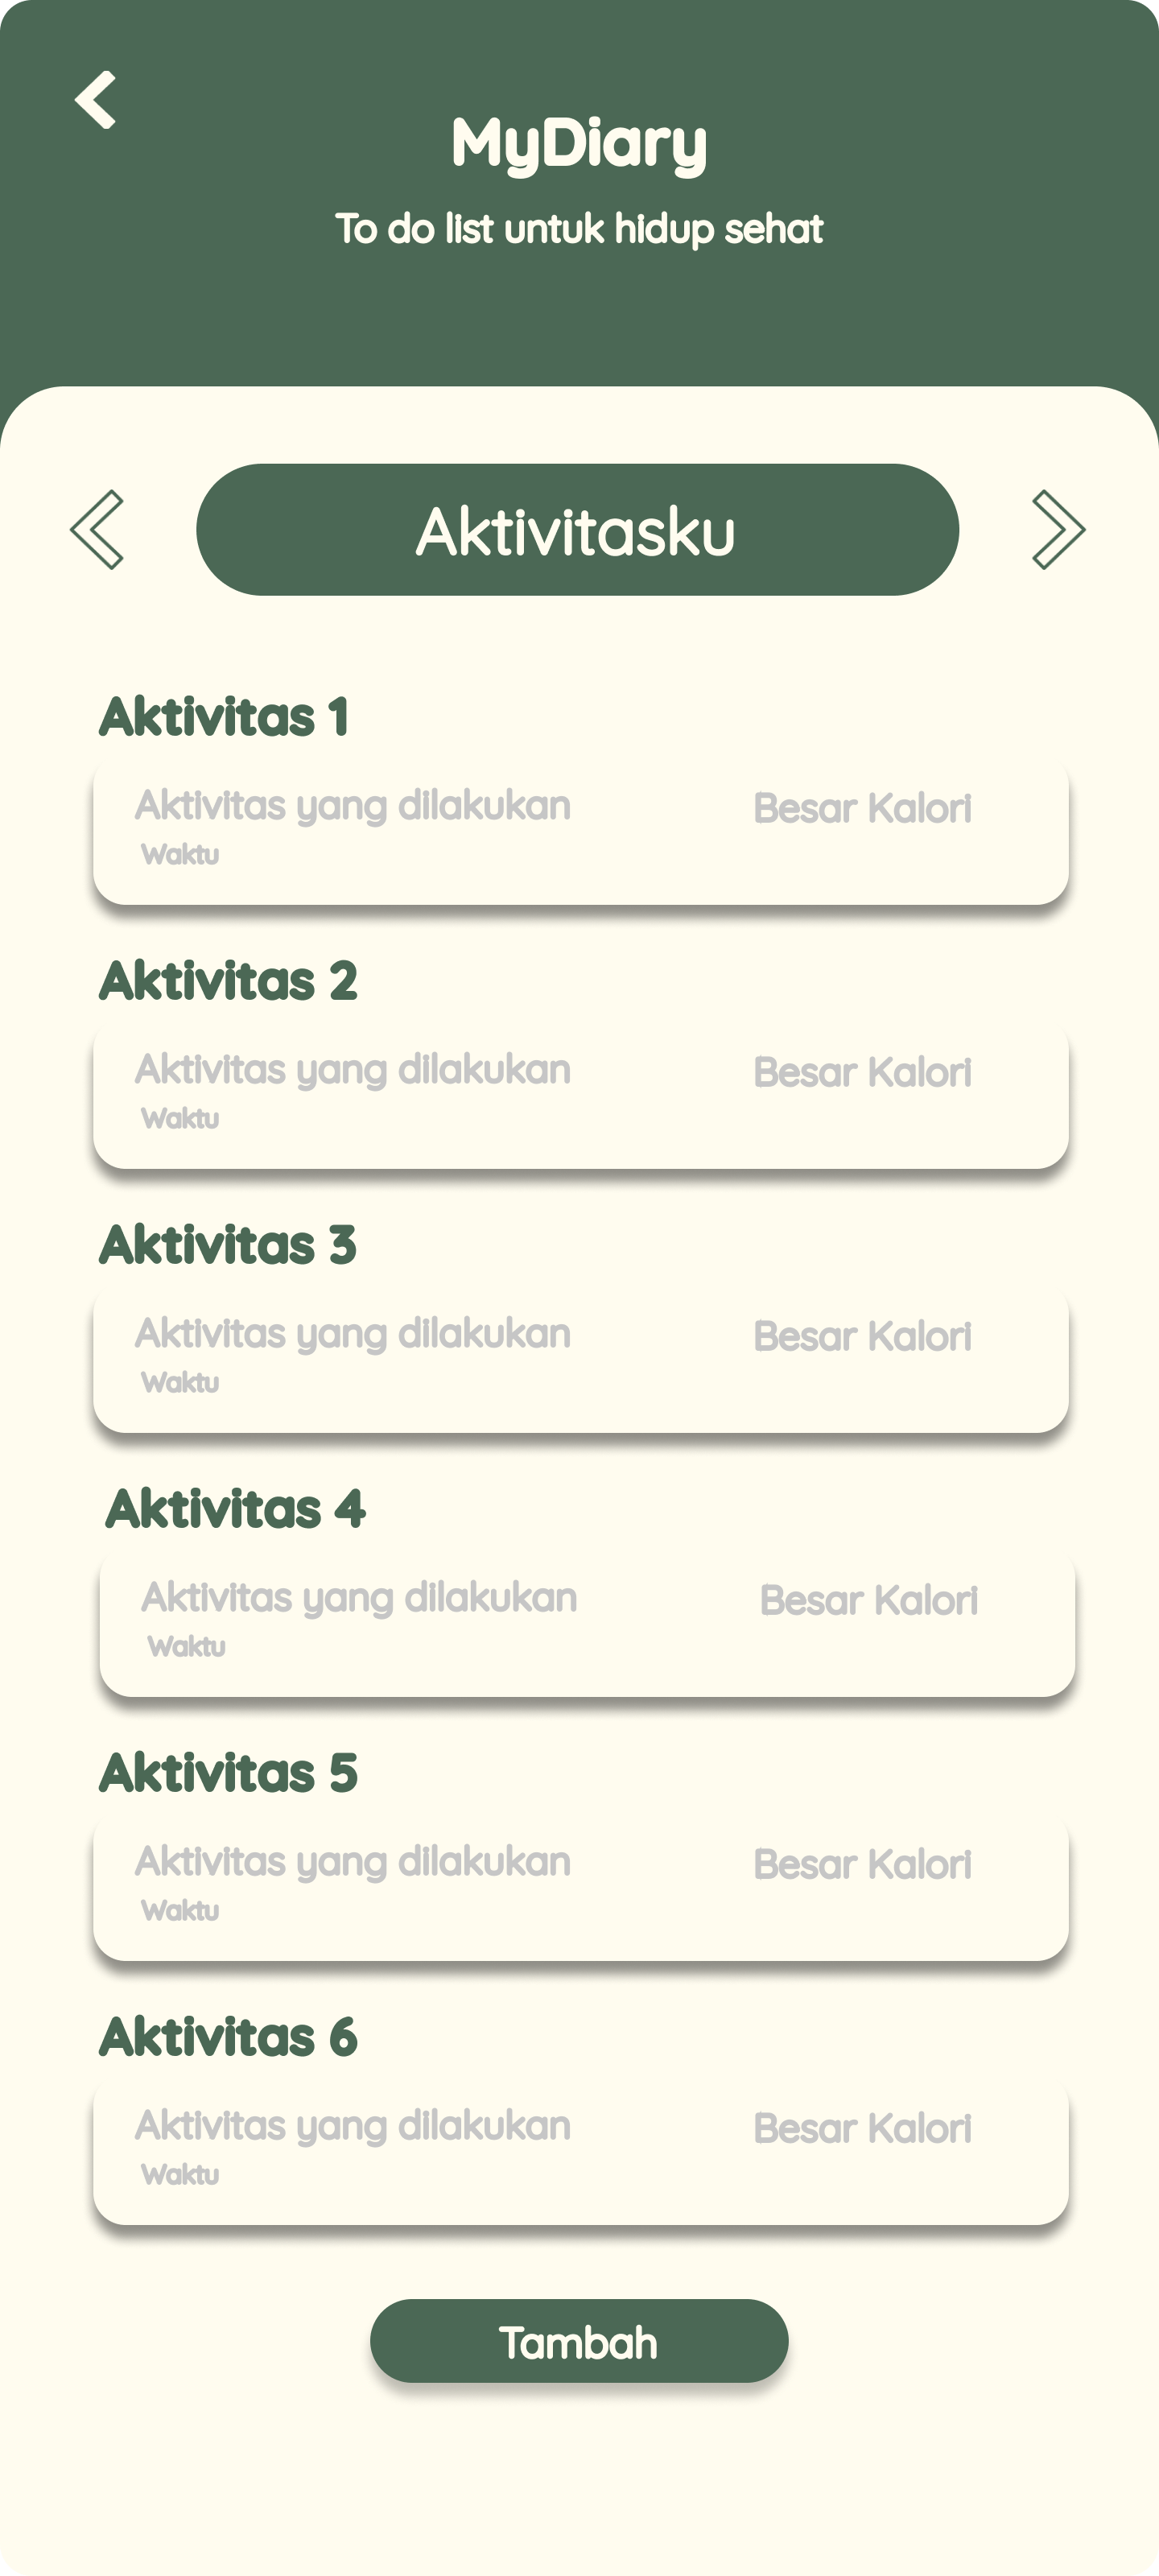 MyDiary
To do list untuk hidup sehat
Aktivitasku
Aktivitas 1
Aktivitas yang dilakukan Besar Kalori
Waktu
Aktivitas 2
Aktivitas yang dilakukan Besar Kalori
Waktu
Aktivitas 3
Aktivitas yang dilakukan Besar Kalori
Waktu
Aktivitas 4
Aktivitas yang dilakukan Besar Kalori
Waktu
Aktivitas 5
Aktivitas yang dilakukan Besar Kalori
Waktu
Aktivitas 6
Aktivitas yang dilakukan Besar Kalori
Waktu
Tambah